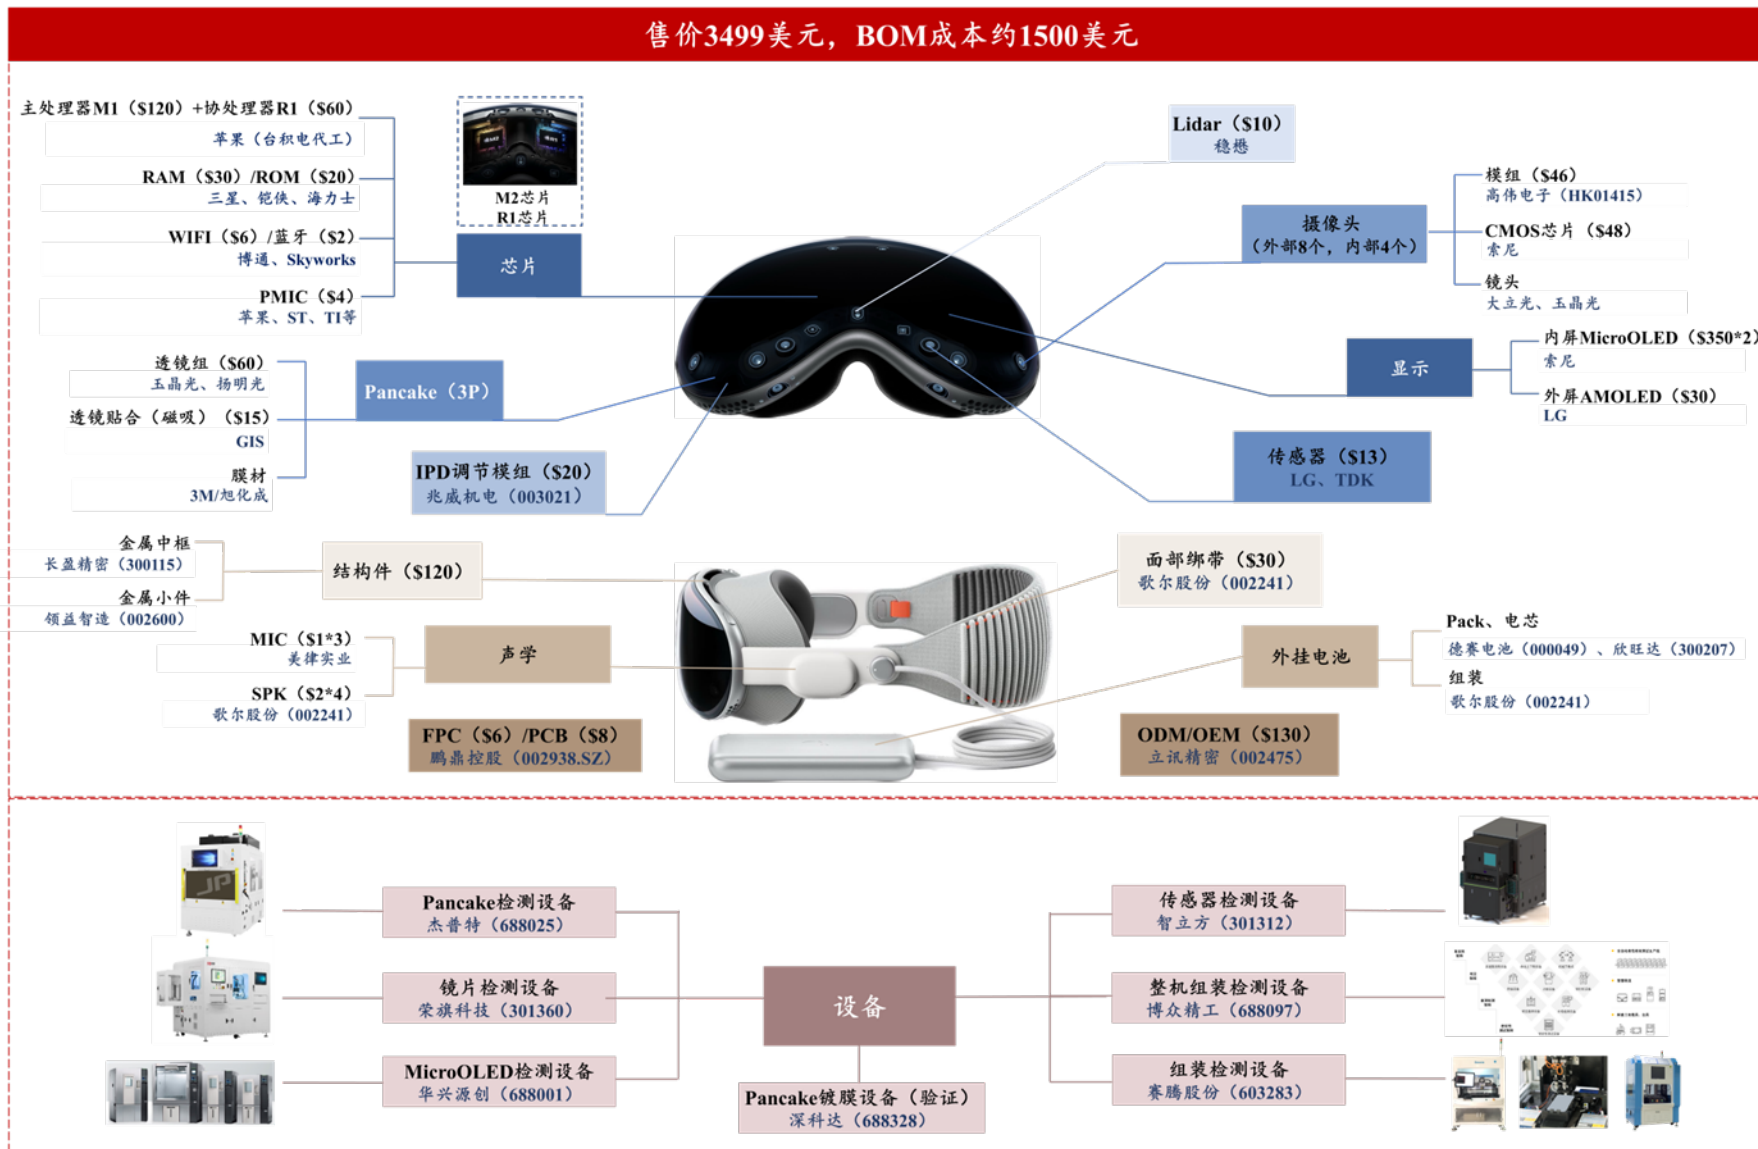 售价3499美元，BOM成本约1500美元
主处理器M1（$120）+协处理器R1（$60）
苹果（台积电代工）
RAM（$30）/ROM（$20）
三星、铠侠、海力士
WIFI（$6）/蓝牙（$2）
博通、Skyworks
PMIC（$4）
苹果、ST、TI等
M2芯片
R1芯片
芯片
透镜组（$60）
玉晶光、扬明光
透镜贴合（磁吸）（$15）
GIS
膜材
3M/旭化成
Pancake（3P）
IPD调节模组（$20）
兆威机电（003021）
Lidar（$10）
稳懋
摄像头
（外部8个，内部4个）
模组（$46）
高伟电子（HK01415）
CMOS芯片（$48）
索尼
镜头
大立光、玉晶光
显示
内屏MicroOLED（$350*2）
索尼
外屏AMOLED（$30）
LG
传感器（$13）
LG、TDK
金属中框
长盈精密（300115）
金属小件
领益智造（002600）
结构件（$120）
MIC（$1*3）
美律实业
SPK（$2*4）
歌尔股份（002241）
声学
FPC（$6）/PCB（$8）
鹏鼎控股（002938.SZ）
面部绑带（$30）
歌尔股份（002241）
外挂电池
Pack、电芯
德赛电池（000049）、欣旺达（300207）
组装
歌尔股份（002241）
ODM/OEM（$130）
立讯精密（002475）
JP
Pancake检测设备
杰普特（688025）
镜片检测设备
荣旗科技（301360）
MicroOLED检测设备
华兴源创（688001）
设备
Pancake镀膜设备（验证）
深科达（688328）
传感器检测设备
智立方（301312）
整机组装检测设备
博众精工（688097）
组装检测设备
赛腾股份（603283）